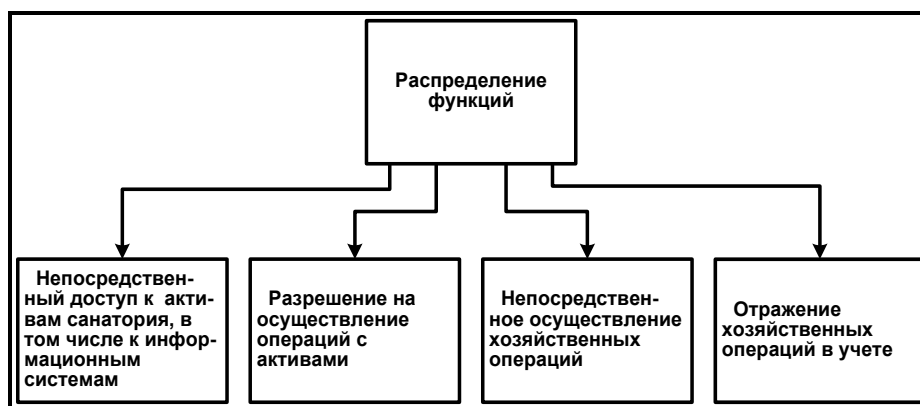 Распределение
функций
Непосредствен-
ный доступ к акти-
вам санатория, в
том числе к инфор-
мационным
системам
Разрешение на
осуществление
операций с
активами
Непосредствен-
ное осуществление
хозяйственных
операций
Отражение
хозяйственных
операций в учете